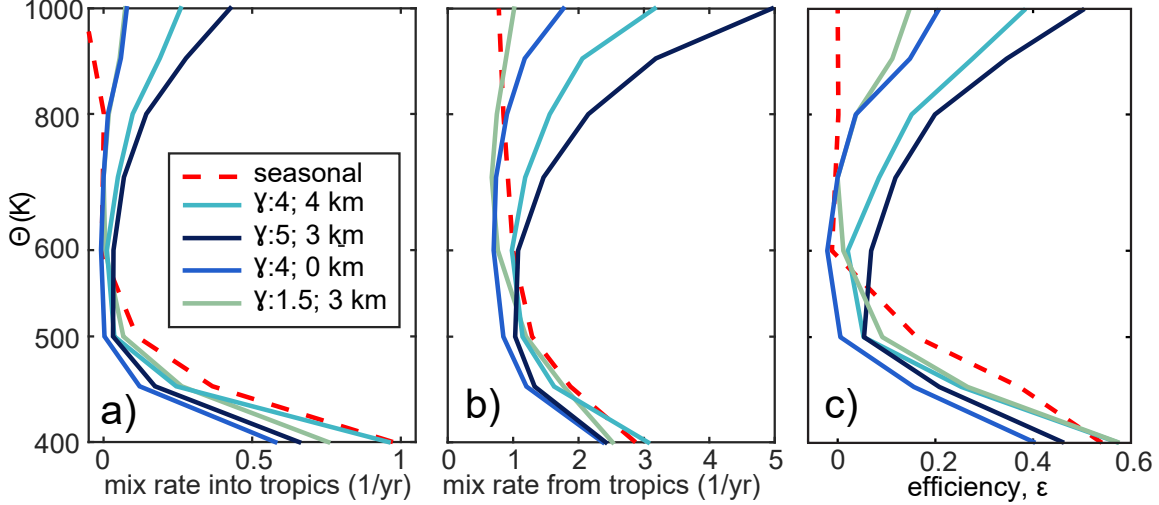 1000
800
600
500
400
Θ(K)
seasonal
Ɣ:4; 4 km
Ɣ:5; 3 km
Ɣ:4; 0 km
Ɣ:1.5; 3 km
a)
0 0.5 1
mix rate into tropics (1/yr)
b)
0 1 2 3 4 5
mix rate from tropics (1/yr)
c)
0 0.2 0.4 0.6
efficiency, ε